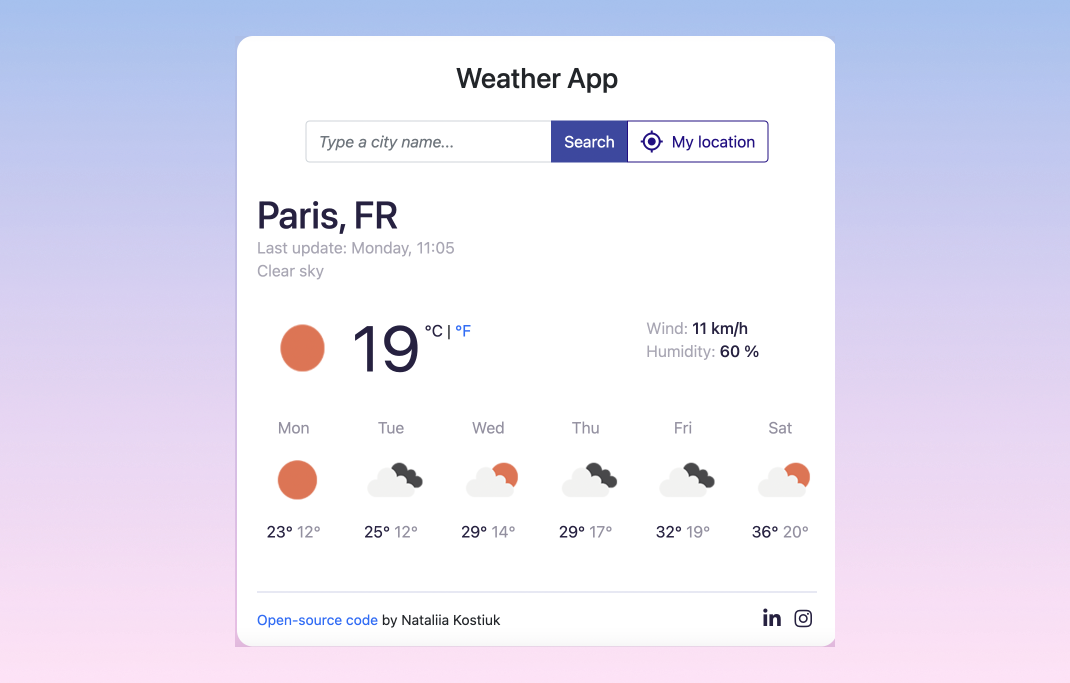 Weather App
Type a city name...
Search
My location
Paris, FR
Last update: Monday, 11:05
Clear sky
19 °C | °F
Wind: 11 km/h
Humidity: 60 %
Mon Tue Wed Thu Fri Sat
23° 12° 25° 12° 29° 14° 29° 17° 32° 19° 36° 20°
Open-source code by Nataliia Kostiuk
in